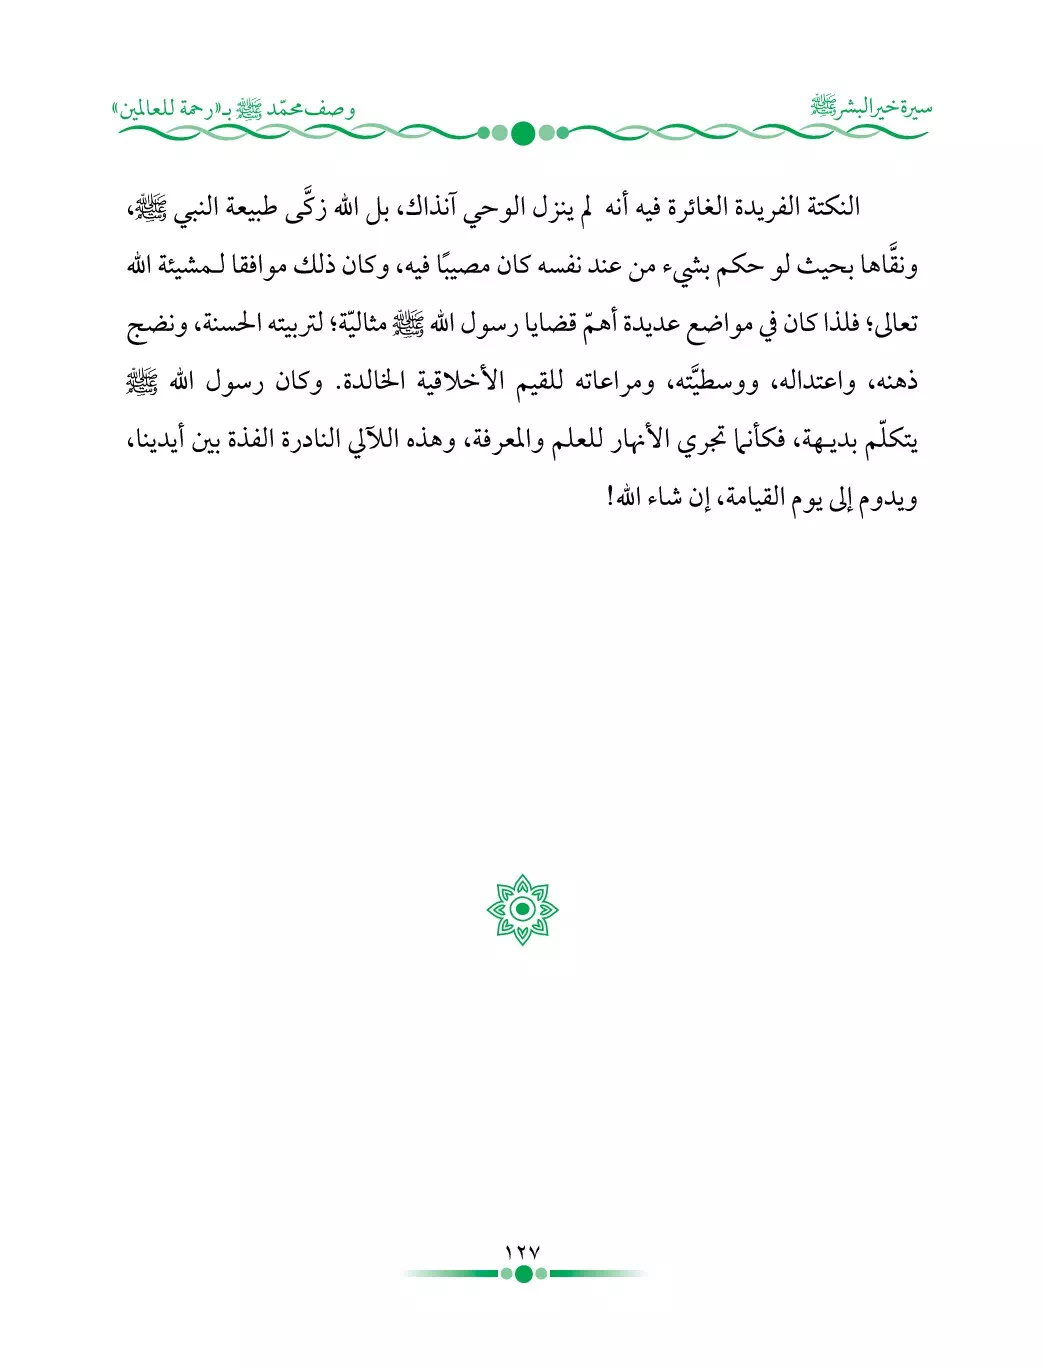 سيرة خير البشر ﷺ
وصف محمّد ﷺ بـ«رحمة للعالمين»
النكتة الفريدة الغائرة فيه أنه لم ينزل الوحي آنذاك، بل الله زكَّى طبيعة النبي ﷺ،
ونقَّاها بحيث لو حكم بشيء من عند نفسه كان مصيبًا فيه، وكان ذلك موافقا لـمشيئة الله
تعالى؛ فلذا كان في مواضع عديدة أهمّ قضايا رسول الله ﷺ مثاليّة؛ لتربيته الحسنة، ونضج
ذهنه، واعتداله، ووسطيَّته، ومراعاته للقيم الأخلاقية الخالدة. وكان رسول الله ﷺ
يتكلّم بديـهة، فكأنـما تجري الأنهار للعلم والمعرفة، وهذه اللآلي النادرة الفذة بين أيدينا،
ويدوم إلى يوم القيامة، إن شاء الله!
١٢٧